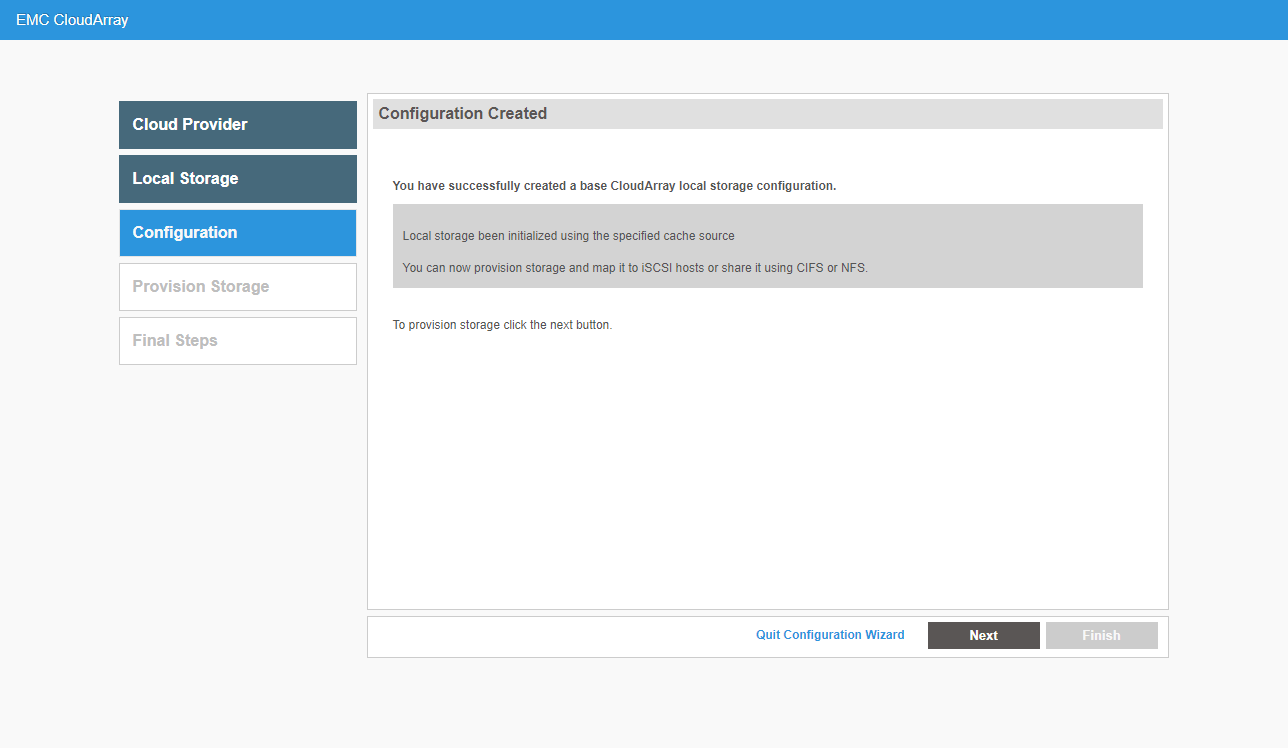 EMC CloudArray
Cloud Provider
Local Storage
Configuration
Provision Storage
Final Steps
Configuration Created
You have successfully created a base CloudArray local storage configuration.
Local storage been initialized using the specified cache source
You can now provision storage and map it to iSCSI hosts or share it using CIFS or NFS.
To provision storage click the next button.
Quit Configuration Wizard
Next
Finish